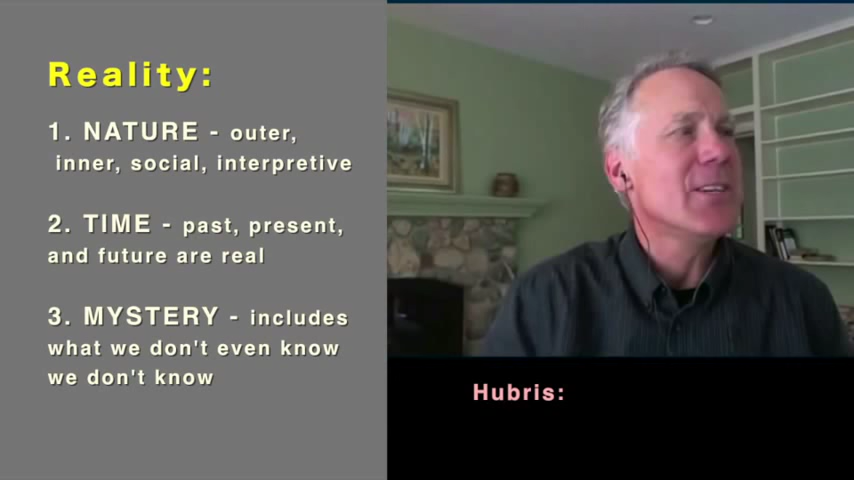 Reality:
1. NATURE - outer,
inner, social, interpretive
2. TIME - past, present,
and future are real
3. MYSTERY - includes
what we don't even know
we don't know
Hubris: